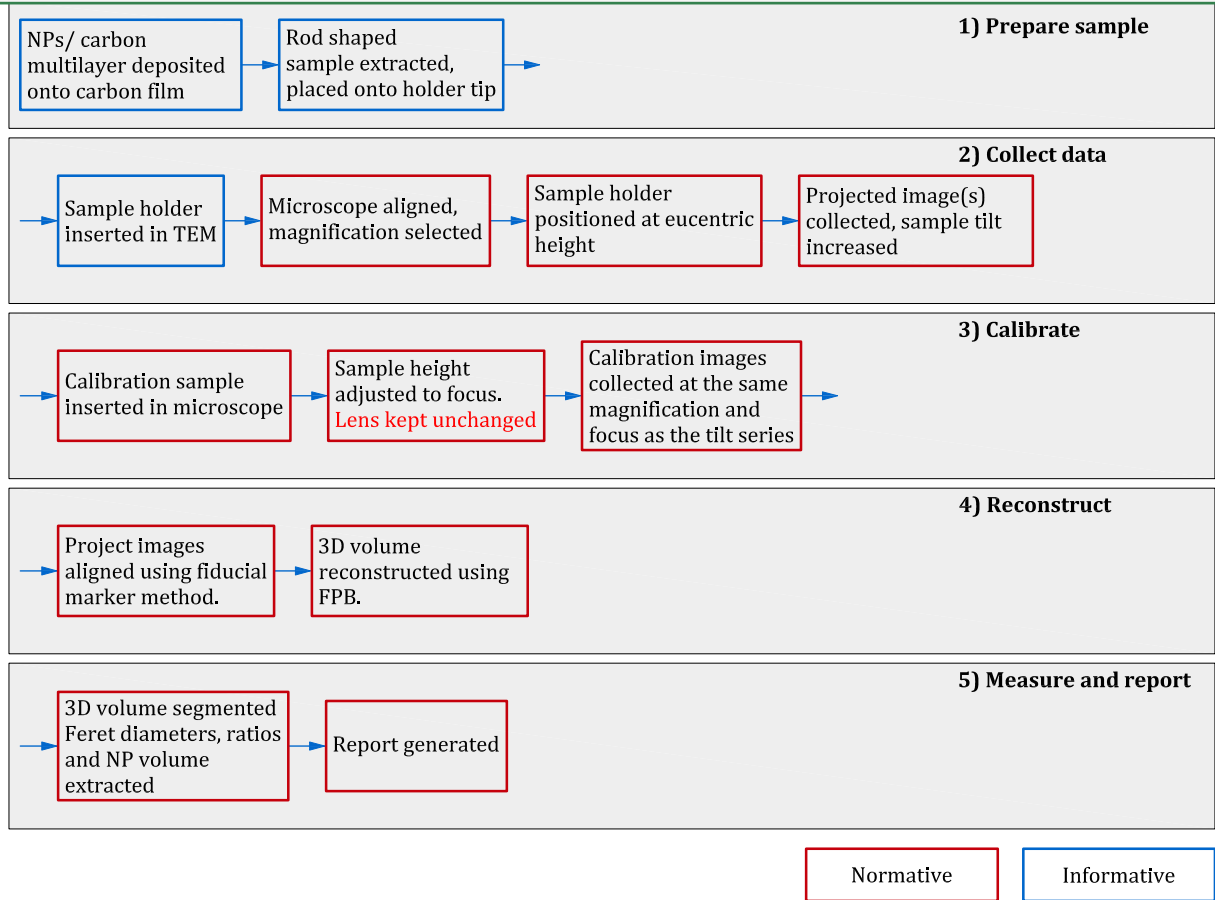 1) Prepare sample
NPs/ carbon
multilayer deposited
onto carbon film
Rod shaped
sample extracted,
placed onto holder tip
2) Collect data
Sample holder
inserted in TEM
Microscope aligned,
magnification selected
Sample holder
positioned at eucentric
height
Projected image(s)
collected, sample tilt
increased
3) Calibrate
Calibration sample
inserted in microscope
Sample height
adjusted to focus.
Lens kept unchanged
Calibration images
collected at the same
magnification and
focus as the tilt series
4) Reconstruct
Project images
aligned using fiducial
marker method.
3D volume
reconstructed using
FPB.
5) Measure and report
3D volume segmented
Feret diameters, ratios
and NP volume
extracted
Report generated
Normative
Informative